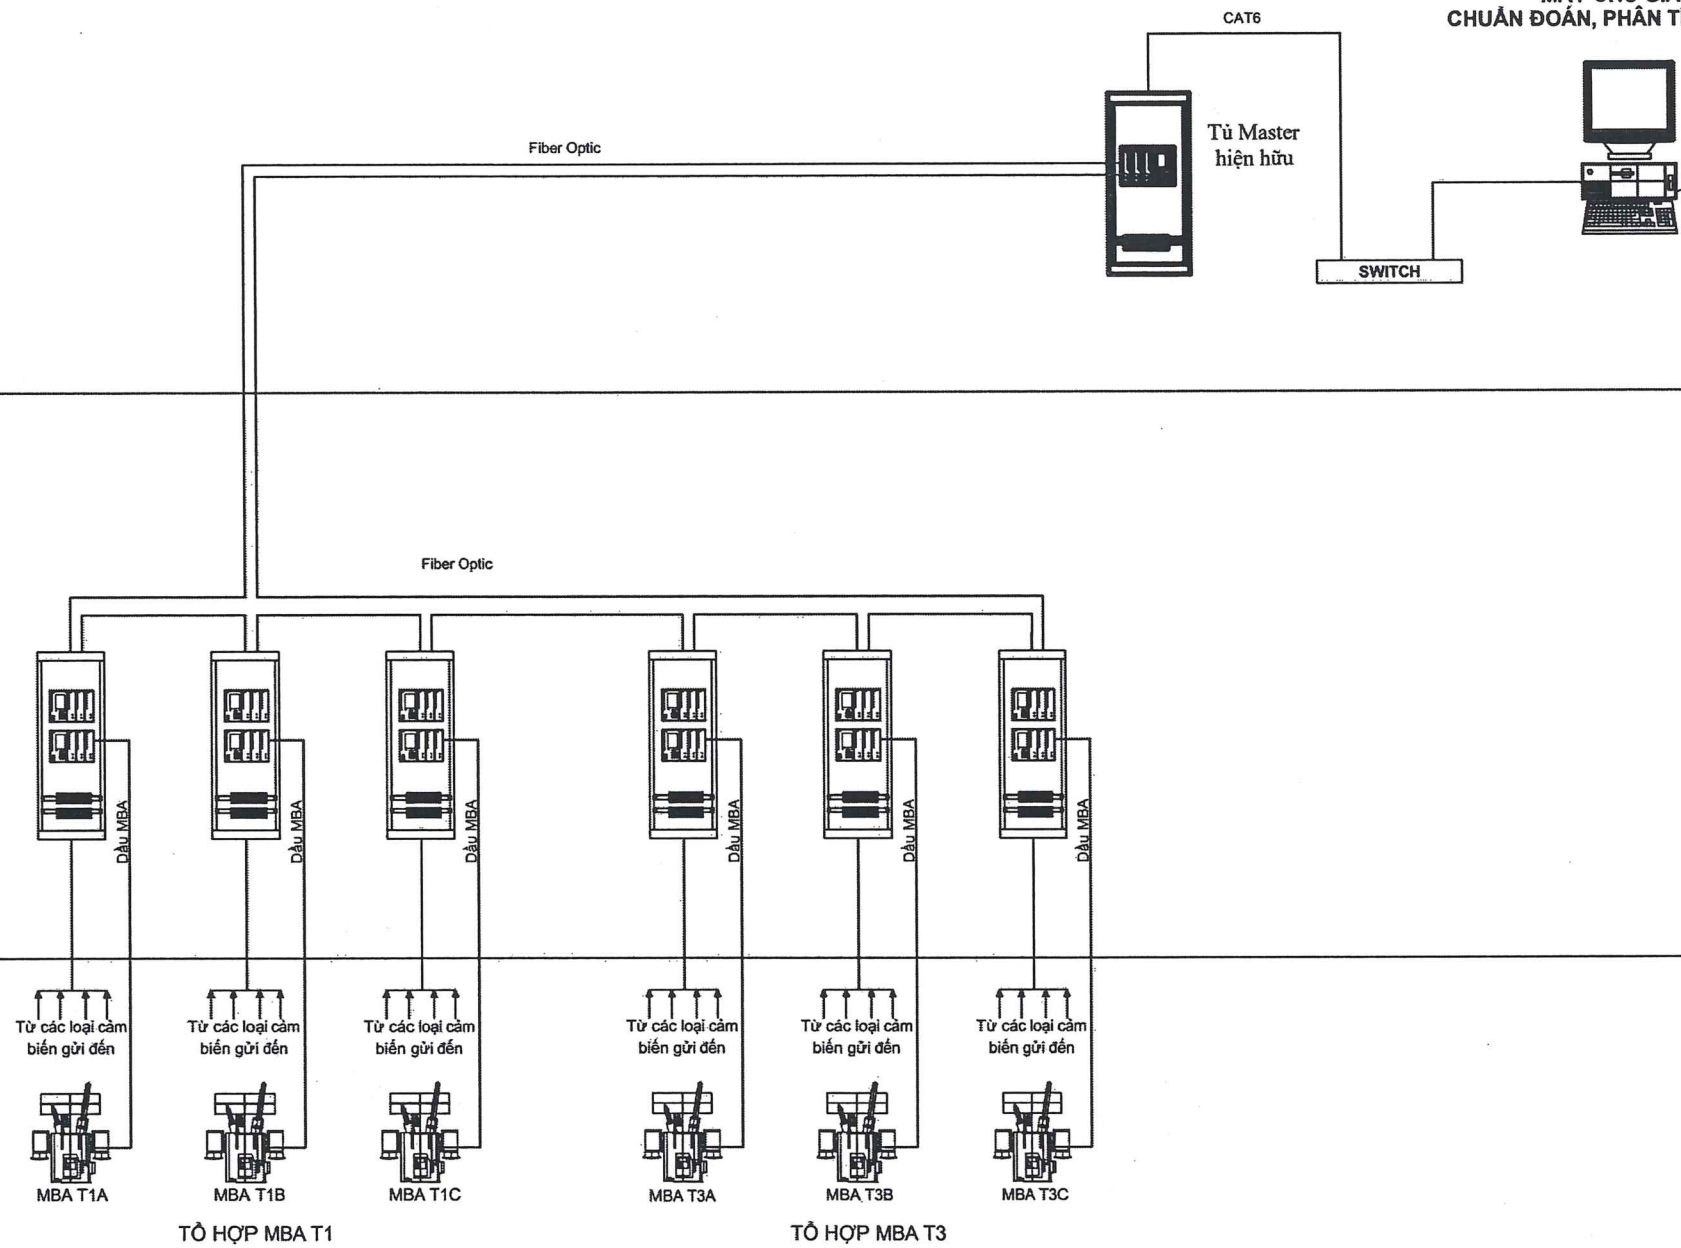 CAT6
CHUẨN ĐOÁN, PHÂN
Tủ Master
hiện hữu
Fiber Optic
SWITCH
Fiber Optic
Dầu MBA
Dầu MBA
Dầu MBA
Dầu MBA
Dầu MBA
Dầu MBA
Từ các loại cảm
biến gửi đến
Từ các loại cảm
biến gửi đến
Từ các loại cảm
biến gửi đến
Từ các loại cảm
biến gửi đến
Từ các loại cảm
biến gửi đến
Từ các loại cảm
biến gửi đến
MBA T1A
MBA T1B
MBA T1C
MBA T3A
MBA T3B
MBA T3C
TỔ HỢP MBA T1
TỔ HỢP MBA T3